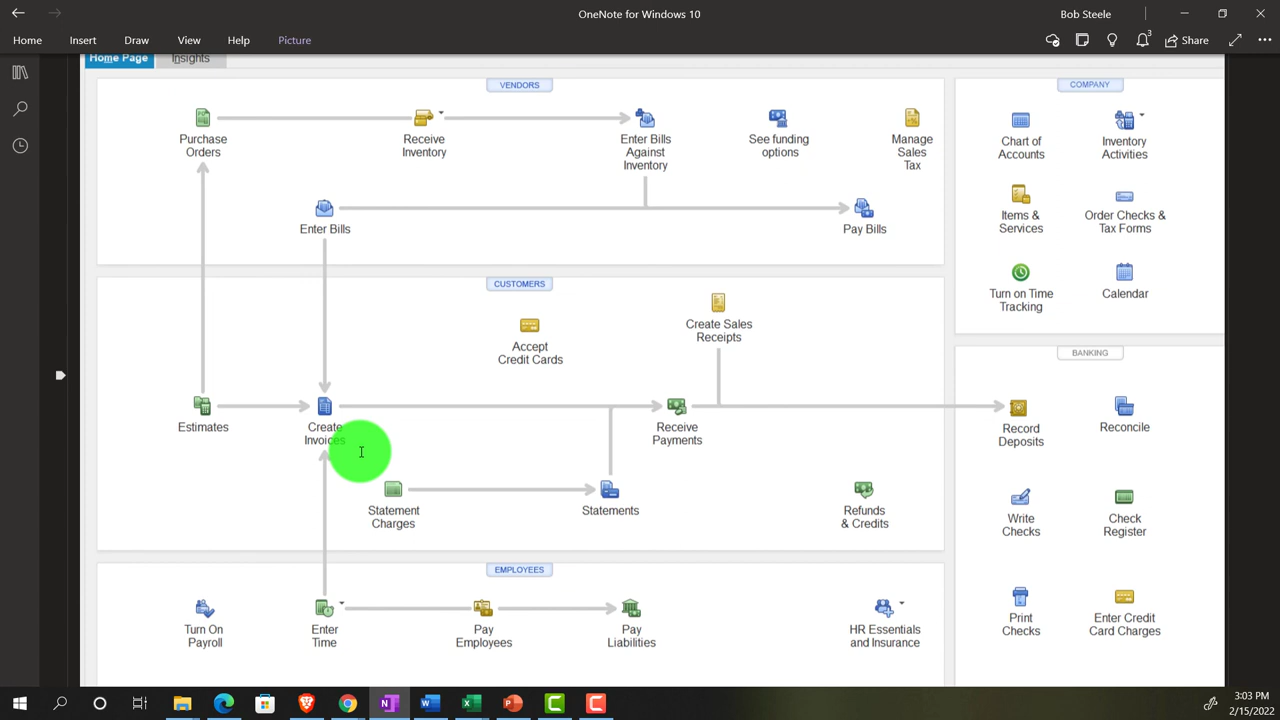 OneNote for Windows 10
Bob Steele
Home
Insert
Draw
View
Help
Picture
3
Share
Home Page
Insights
VENDORS
Purchase
Orders
Receive
Inventory
Enter Bills
Against
Inventory
See funding
options
Manage
Sales
Tax
Enter Bills
Pay Bills
CUSTOMERS
Create Sales
Receipts
Accept
Credit Cards
Estimates
Create
Invoices
Receive
Payments
Statement
Charges
Statements
Refunds
& Credits
EMPLOYEES
Turn On
Payroll
Enter
Time
Pay
Employees
Pay
Liabilities
HR Essentials
and Insurance
COMPANY
Chart of
Accounts
Inventory
Activities
Items &
Services
Order Checks &
Tax Forms
Turn on Time
Tracking
Calendar
BANKING
Record
Deposits
Reconcile
Write
Checks
Check
Register
Print
Checks
Enter Credit
Card Charges
3:03 PM
2/15/2022